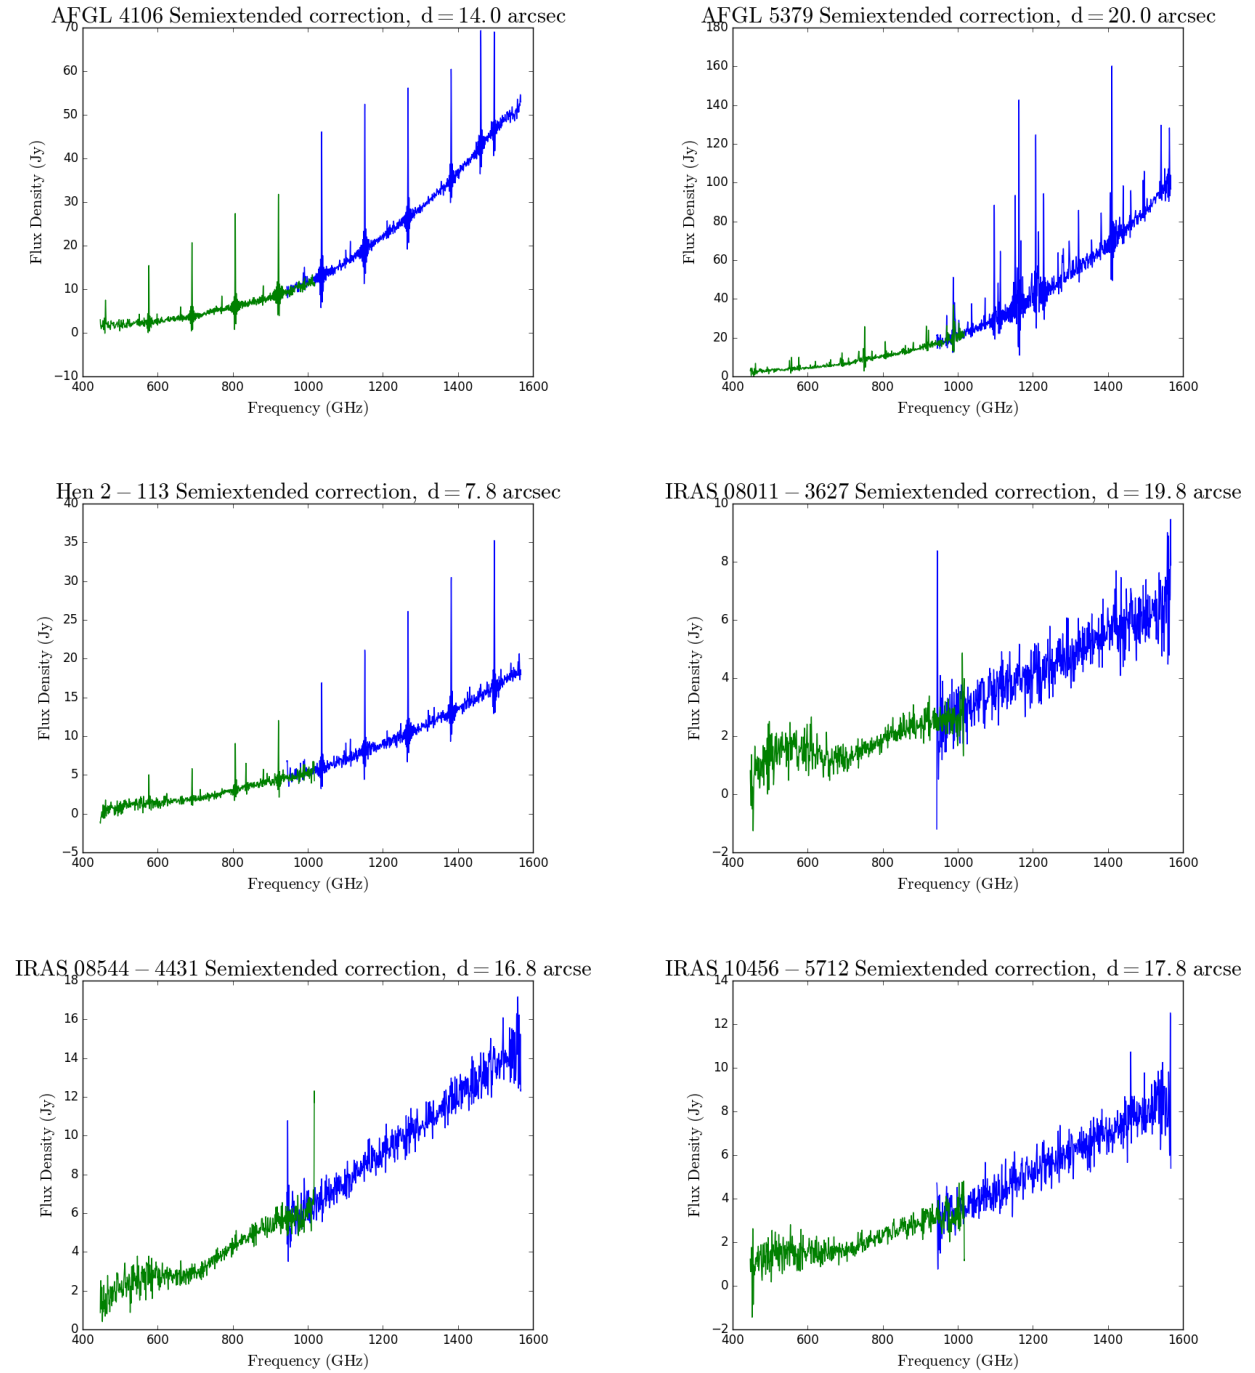 AFGL 4106 Semiextended correction, d = 14.0 arcsec
70
60
50
40
30
20
10
0
−10
Flux Density (Jy)
400 600 800 1000 1200 1400 1600
Frequency (GHz)
AFGL 5379 Semiextended correction, d = 20.0 arcsec
180
160
140
120
100
80
60
40
20
0
Flux Density (Jy)
400 600 800 1000 1200 1400 1600
Frequency (GHz)
Hen 2 − 113 Semiextended correction, d = 7.8 arcsec
40
35
30
25
20
15
10
5
0
−5
Flux Density (Jy)
400 600 800 1000 1200 1400 1600
Frequency (GHz)
IRAS 08011 − 3627 Semiextended correction, d = 19.8 arcse
10
8
6
4
2
0
−2
Flux Density (Jy)
400 600 800 1000 1200 1400 1600
Frequency (GHz)
IRAS 08544 − 4431 Semiextended correction, d = 16.8 arcse
18
16
14
12
10
8
6
4
2
0
Flux Density (Jy)
400 600 800 1000 1200 1400 1600
Frequency (GHz)
IRAS 10456 − 5712 Semiextended correction, d = 17.8 arcse
14
12
10
8
6
4
2
0
−2
Flux Density (Jy)
400 600 800 1000 1200 1400 1600
Frequency (GHz)